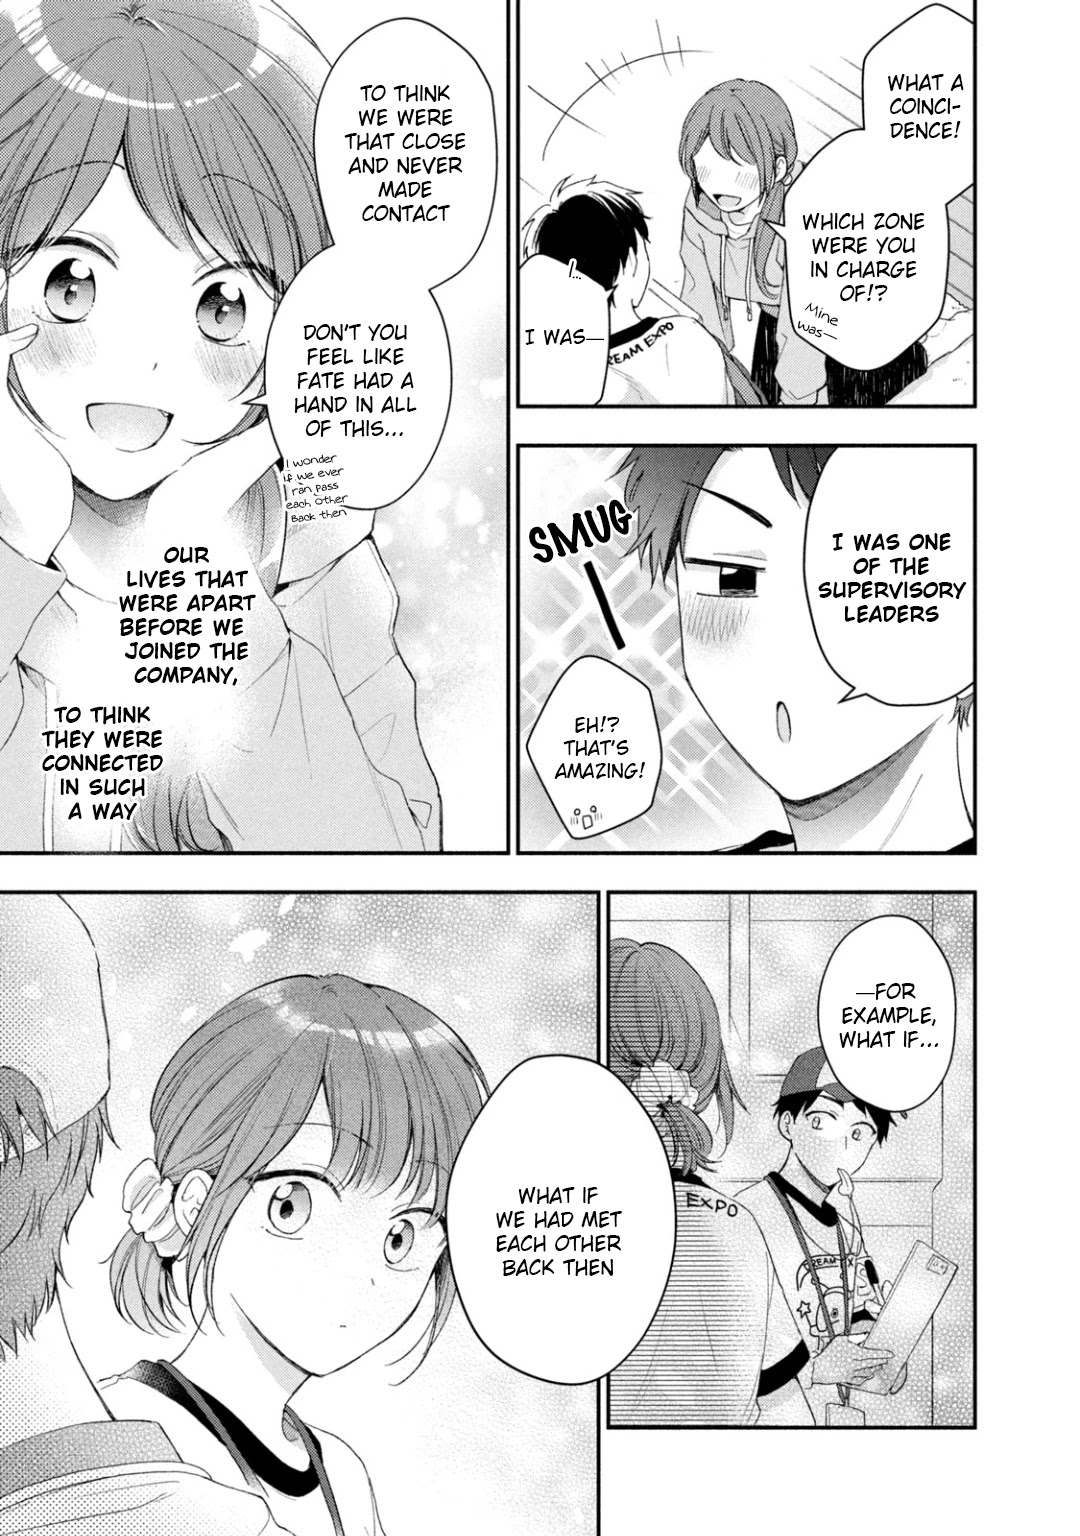 WHAT A
COINCI-
DENCE!
WHICH ZONE
WERE YOU
IN CHARGE
OF!?
Mine
was—
I...
I WAS—
REAM EXPO
I WAS ONE
OF THE
SUPERVISORY
LEADERS
SMUG
EH!?
THAT'S
AMAZING!
TO THINK
WE WERE
THAT CLOSE
AND NEVER
MADE
CONTACT
DON'T YOU
FEEL LIKE
FATE HAD A
HAND IN ALL
OF THIS...
I wonder
if we ever
ran pass
each other
back then
OUR
LIVES THAT
WERE APART
BEFORE WE
JOINED THE
COMPANY,
TO THINK
THEY WERE
CONNECTED
IN SUCH
A WAY
—FOR
EXAMPLE,
WHAT IF...
EXPO
REAM EX
WHAT IF
WE HAD MET
EACH OTHER
BACK THEN